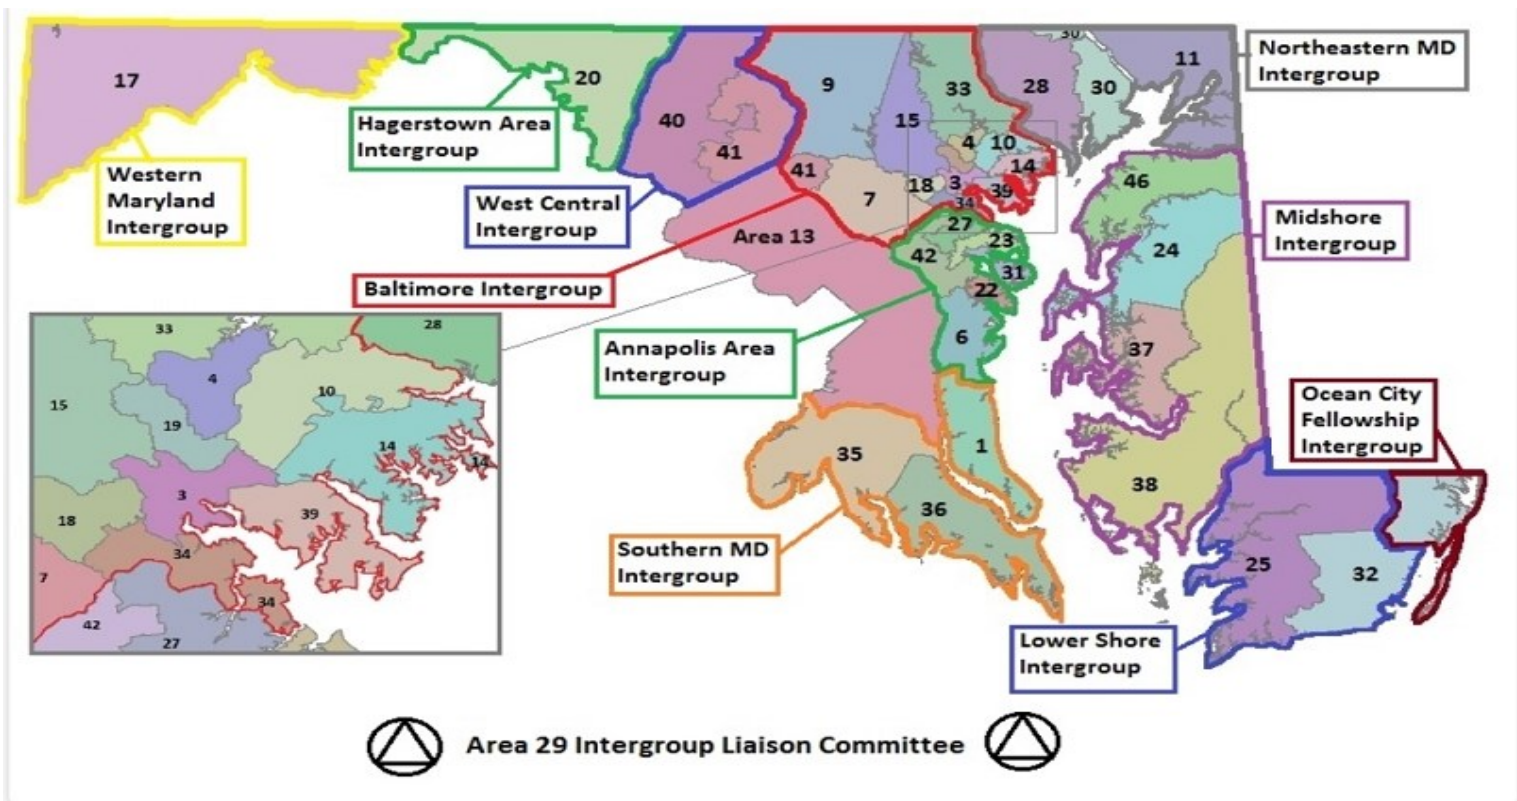 30
17
20
40
41
9
15
33
28
30
11
Northeastern MD
Intergroup
Hagerstown Area
Intergroup
4
10
14
41
7
18
3
39
34
46
Western
Maryland
Intergroup
West Central
Intergroup
27
23
42
31
22
Area 13
24
Midshore
Intergroup
Baltimore Intergroup
6
37
Annapolis Area
Intergroup
33
28
4
10
15
19
14
14
3
39
18
34
7
34
42
27
1
35
36
38
Ocean City
Fellowship
Intergroup
Southern MD
Intergroup
25
32
Lower Shore
Intergroup
Area 29 Intergroup Liaison Committee